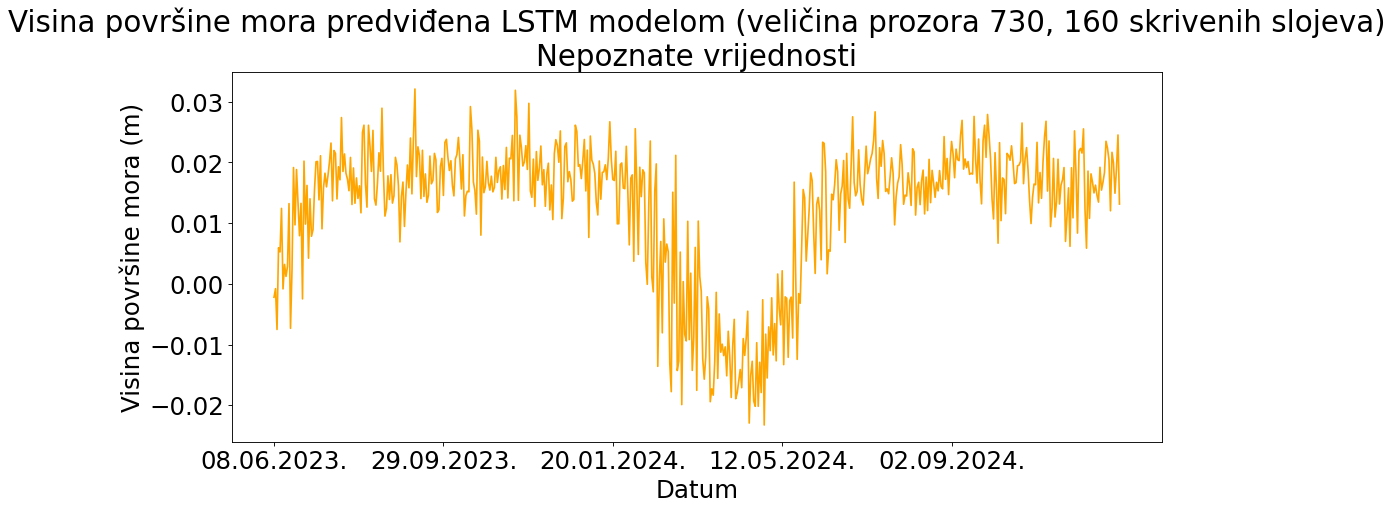 Visina površine mora predviđena LSTM modelom (veličina prozora 730, 160 skrivenih slojeva)
Nepoznate vrijednosti
Visina površine mora (m)
0.03
0.02
0.01
0.00
−0.01
−0.02
08.06.2023. 29.09.2023. 20.01.2024. 12.05.2024. 02.09.2024.
Datum